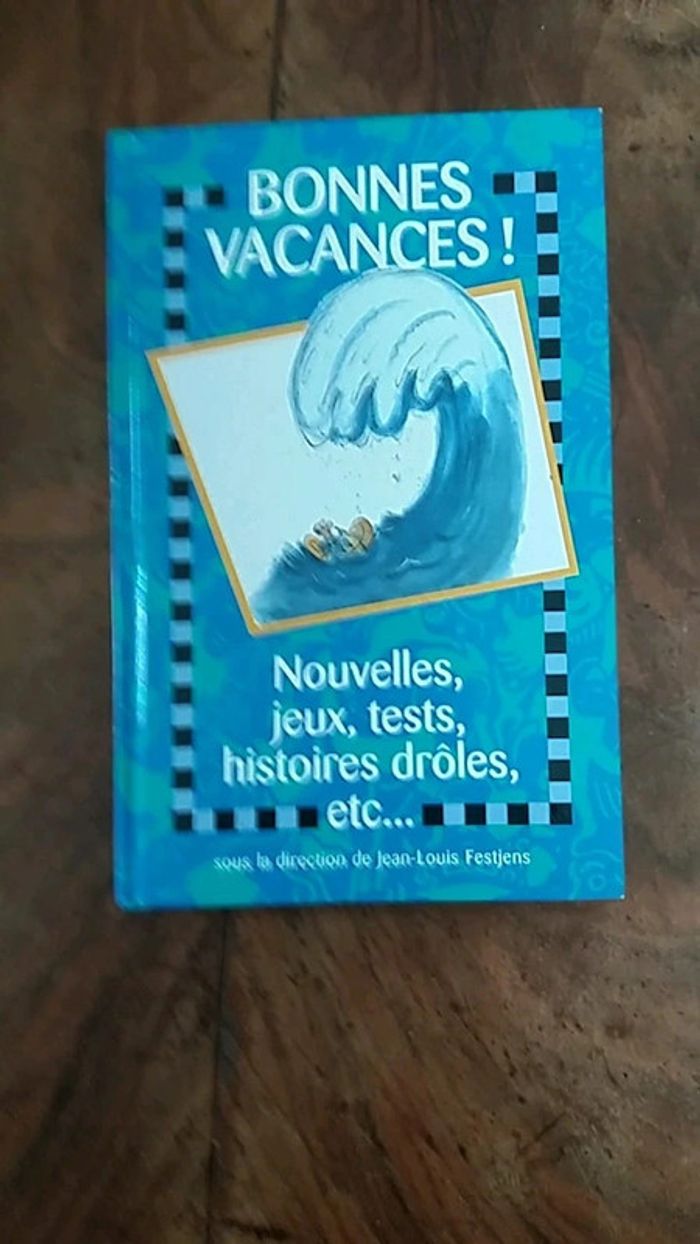 BONNES
VACANCES !
Nouvelles,
jeux, tests,
histoires drôles,
etc...
sous la direction de Jean-Louis Festjens